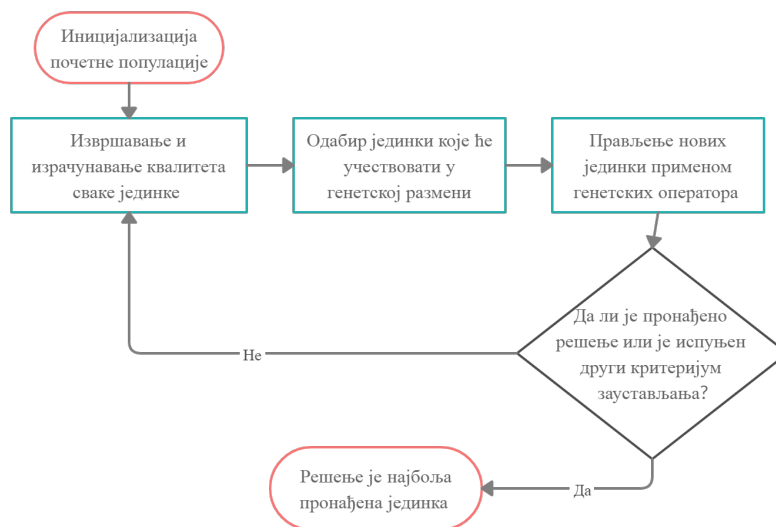 Иницијализација
почетне популације
Извршавање и
израчунавање квалитета
сваке јединке
Одабир јединки које ће
учествовати у
генетској размени
Прављење нових
јединки применом
генетских оператора
Да ли је пронађено
решење или је испуњен
други критеријум
заустављања?
Не
Да
Решење је најбоља
пронађена јединка